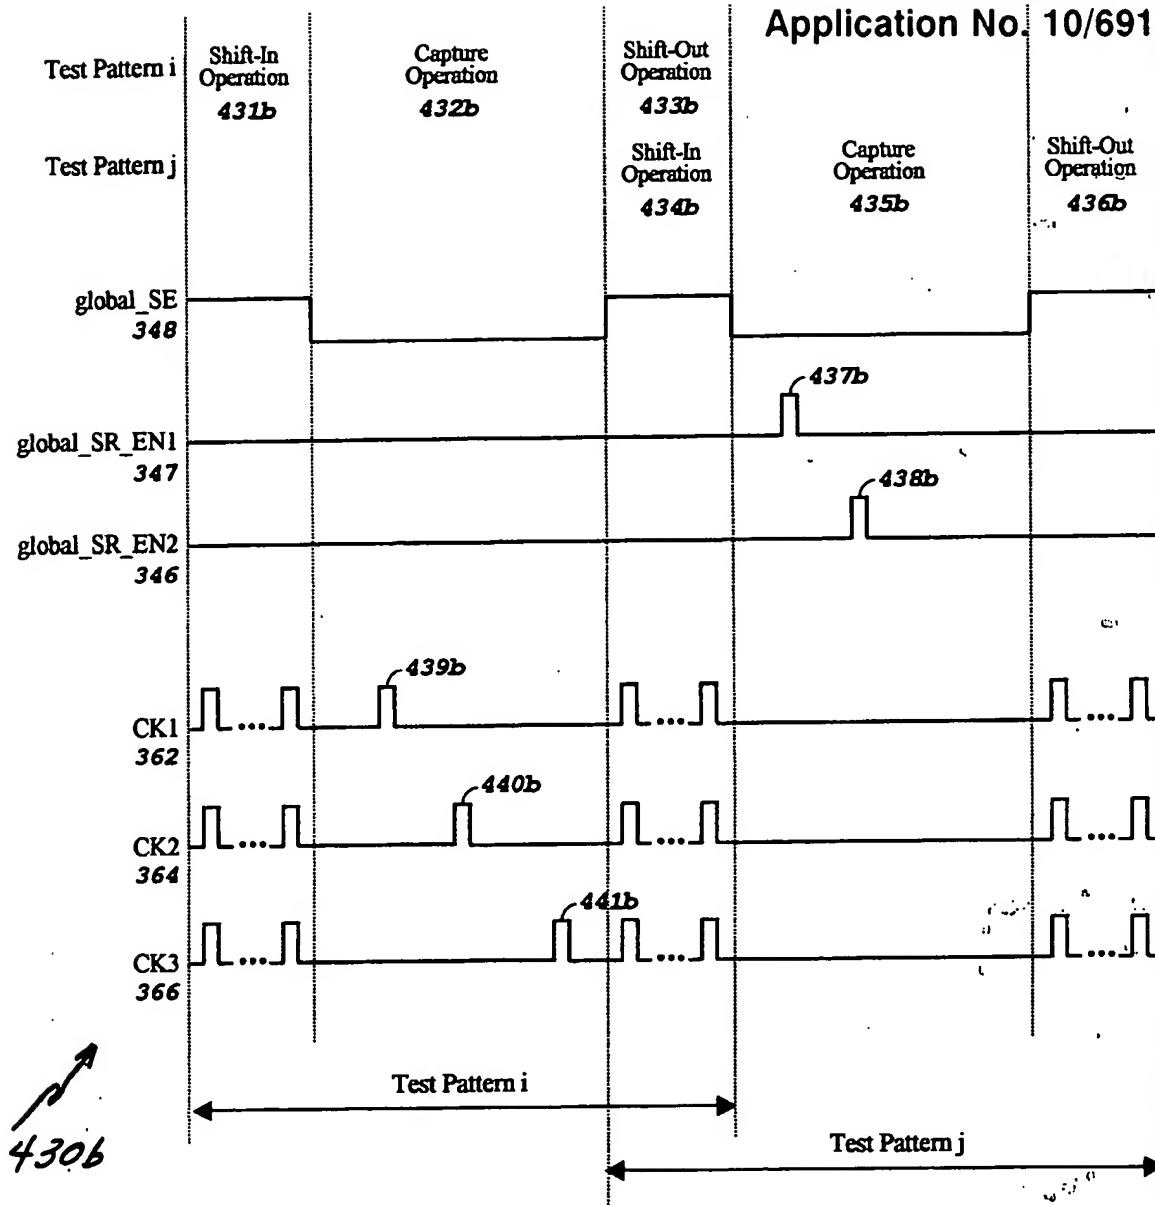 Application No. 10/691
Test Pattern i
Shift-In
Operation
431b
Capture
Operation
432b
Shift-Out
Operation
433b
Test Pattern j
Shift-In
Operation
434b
Capture
Operation
435b
Shift-Out
Operation
436b
global_SE
348
437b
global_SR_EN1
347
438b
global_SR_EN2
346
439b
CK1
362
440b
CK2
364
441b
CK3
366
Test Pattern i
430b
Test Pattern j